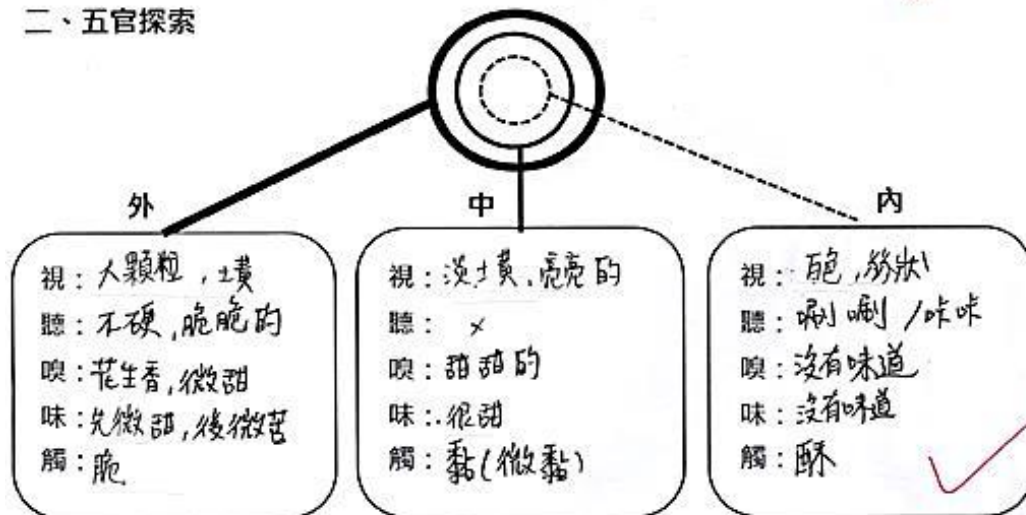 二、五官探索
外
視：大顆粒,土黃
聽：不硬,脆脆的
嗅：花生香,微甜
味：先微甜,後微苦
觸：脆
中
視：淡土黃,亮亮的
聽：×
嗅：甜甜的
味：很甜
觸：黏(微黏)
內
視：白色,粉狀
聽：唰唰/咔咔
嗅：沒有味道
味：沒有味道
觸：酥